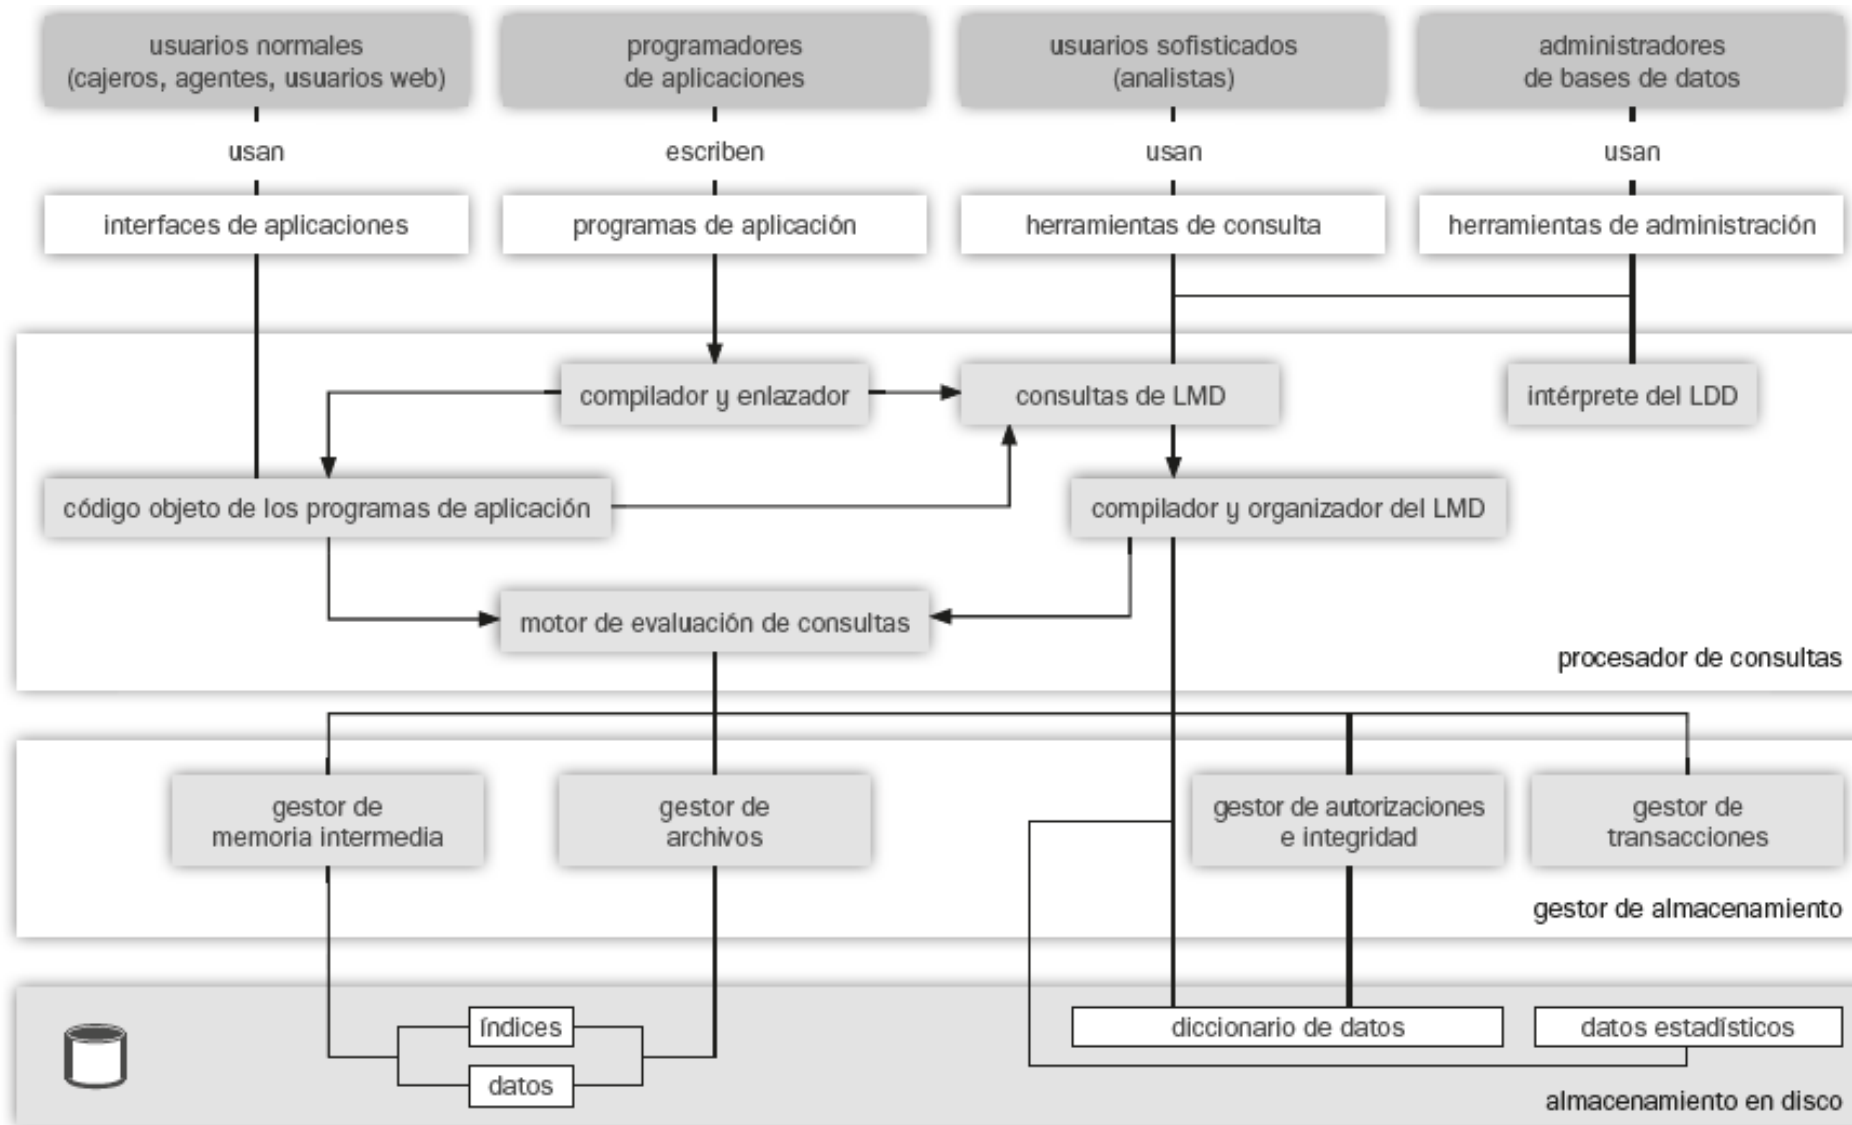 usuarios normales
(cajeros, agentes, usuarios web)
programadores
de aplicaciones
usuarios sofisticados
(analistas)
administradores
de bases de datos
usan
escriben
usan
usan
interfaces de aplicaciones
programas de aplicación
herramientas de consulta
herramientas de administración
compilador y enlazador
consultas de LMD
intérprete del LDD
código objeto de los programas de aplicación
compilador y organizador del LMD
motor de evaluación de consultas
procesador de consultas
gestor de
memoria intermedia
gestor de
archivos
gestor de autorizaciones
e integridad
gestor de
transacciones
gestor de almacenamiento
índices
datos
diccionario de datos
datos estadísticos
almacenamiento en disco